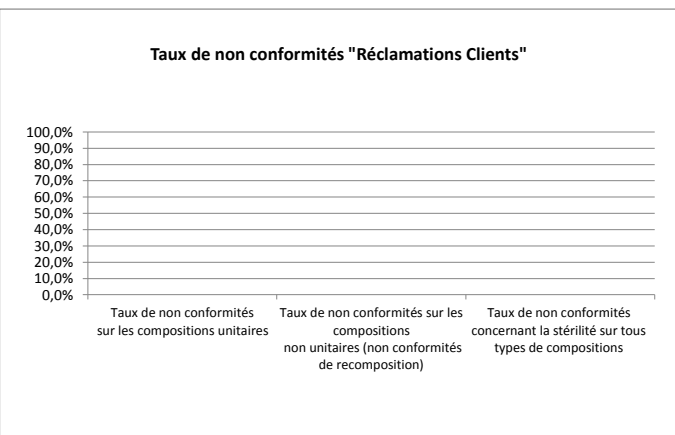 Taux de non conformités "Réclamations Clients"
100,0%
90,0%
80,0%
70,0%
60,0%
50,0%
40,0%
30,0%
20,0%
10,0%
0,0%
Taux de non conformités
sur les compositions unitaires
Taux de non conformités sur les
compositions
non unitaires (non conformités
de recomposition)
Taux de non conformités
concernant la stérilité sur tous
types de compositions